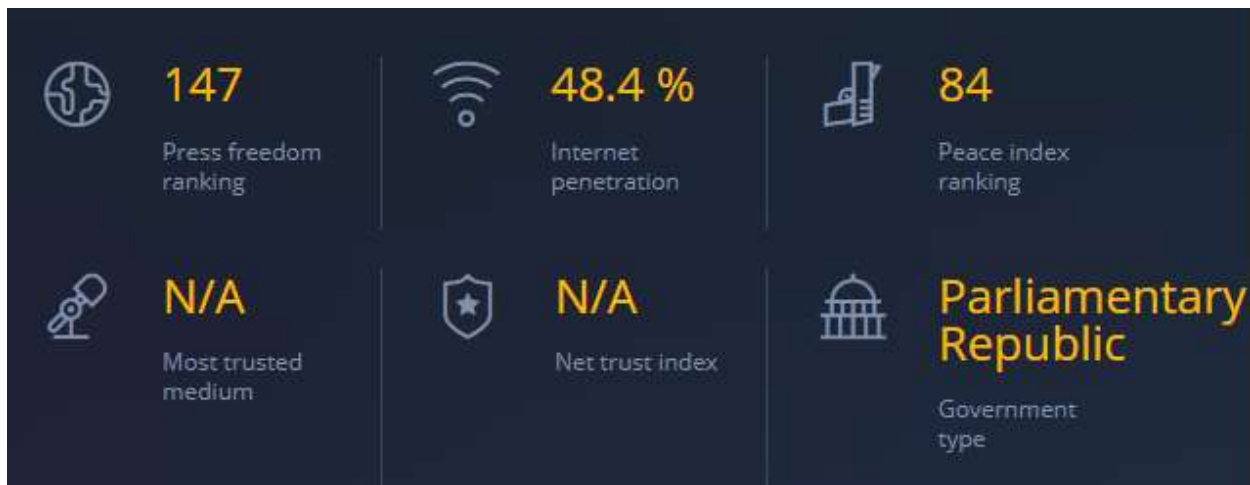 147
Press freedom
ranking
48.4 %
Internet
penetration
84
Peace index
ranking
N/A
Most trusted
medium
N/A
Net trust index
Parliamentary
Republic
Government
type